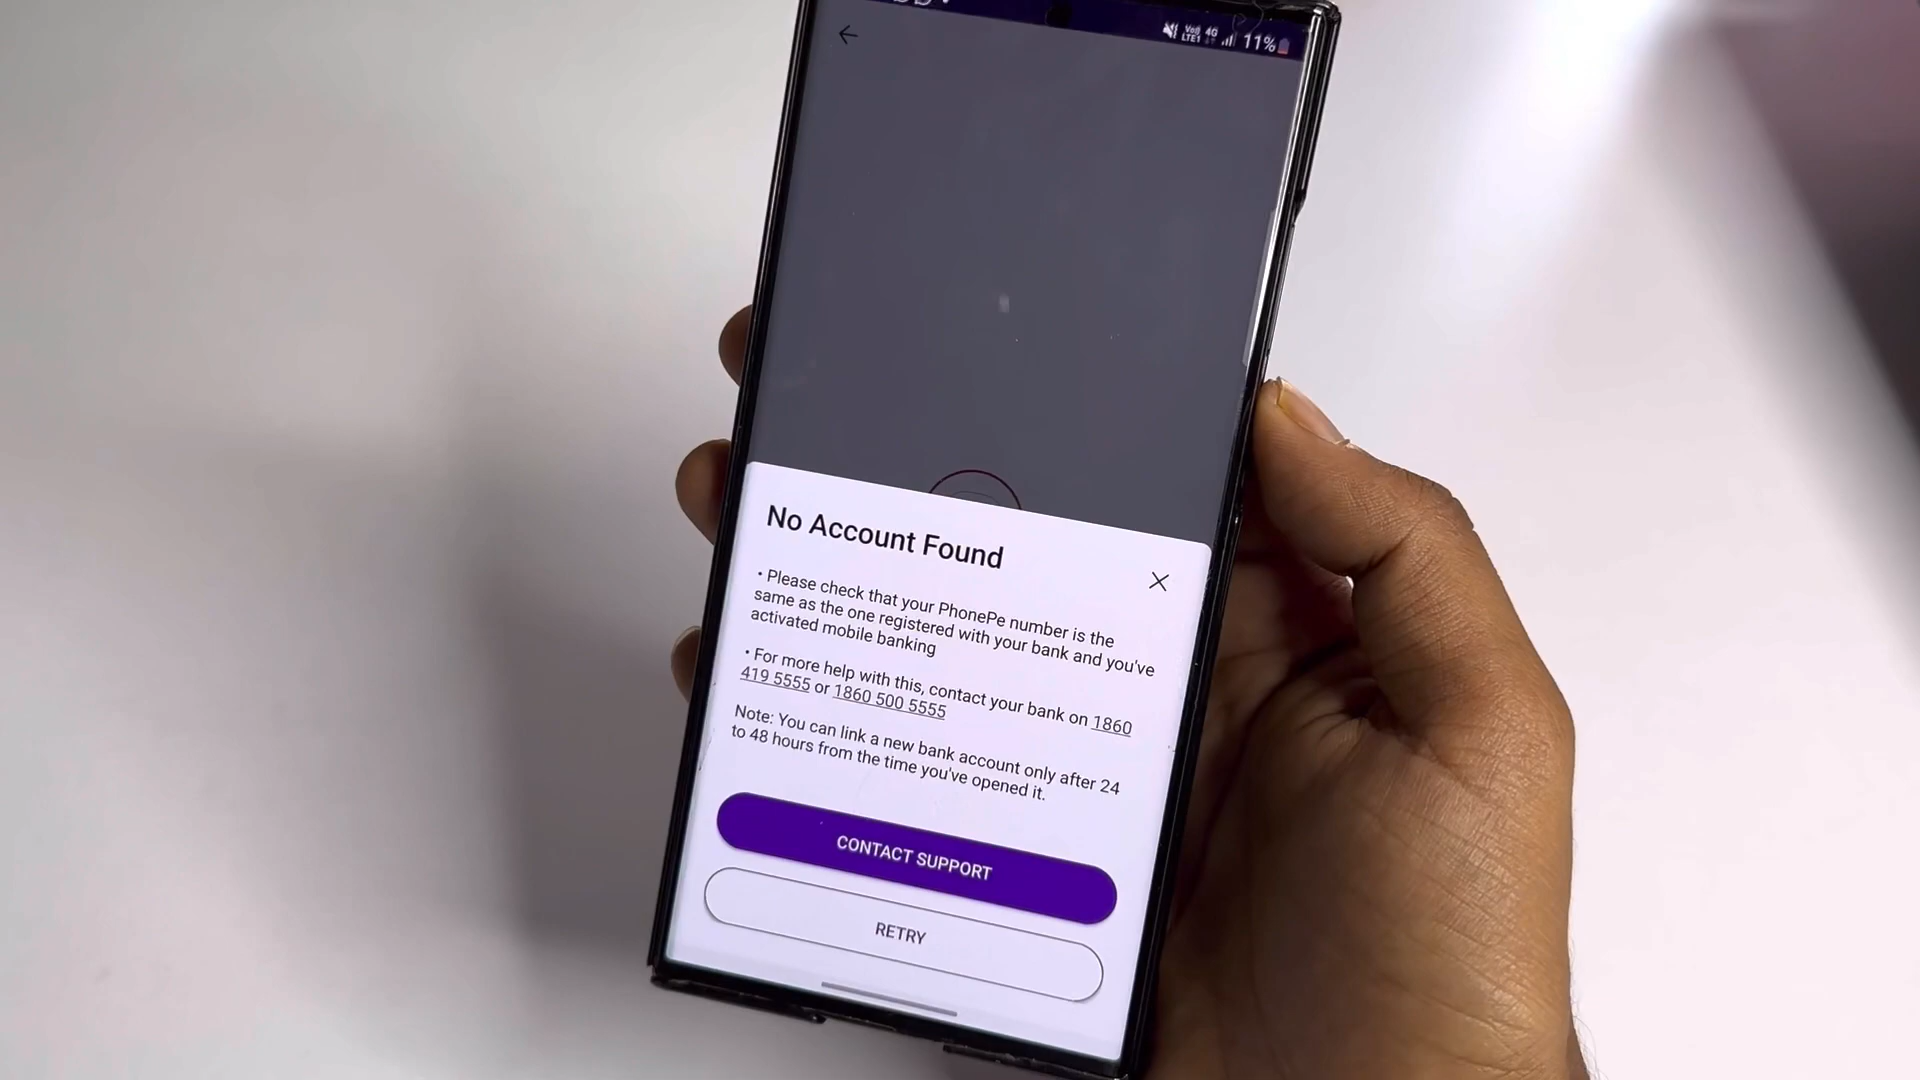 Vo)) 4G
LTE1
11%
No Account Found
• Please check that your PhonePe number is the
same as the one registered with your bank and you've
activated mobile banking
• For more help with this, contact your bank on 1860
419 5555 or 1860 500 5555
Note: You can link a new bank account only after 24
to 48 hours from the time you've opened it.
CONTACT SUPPORT
RETRY